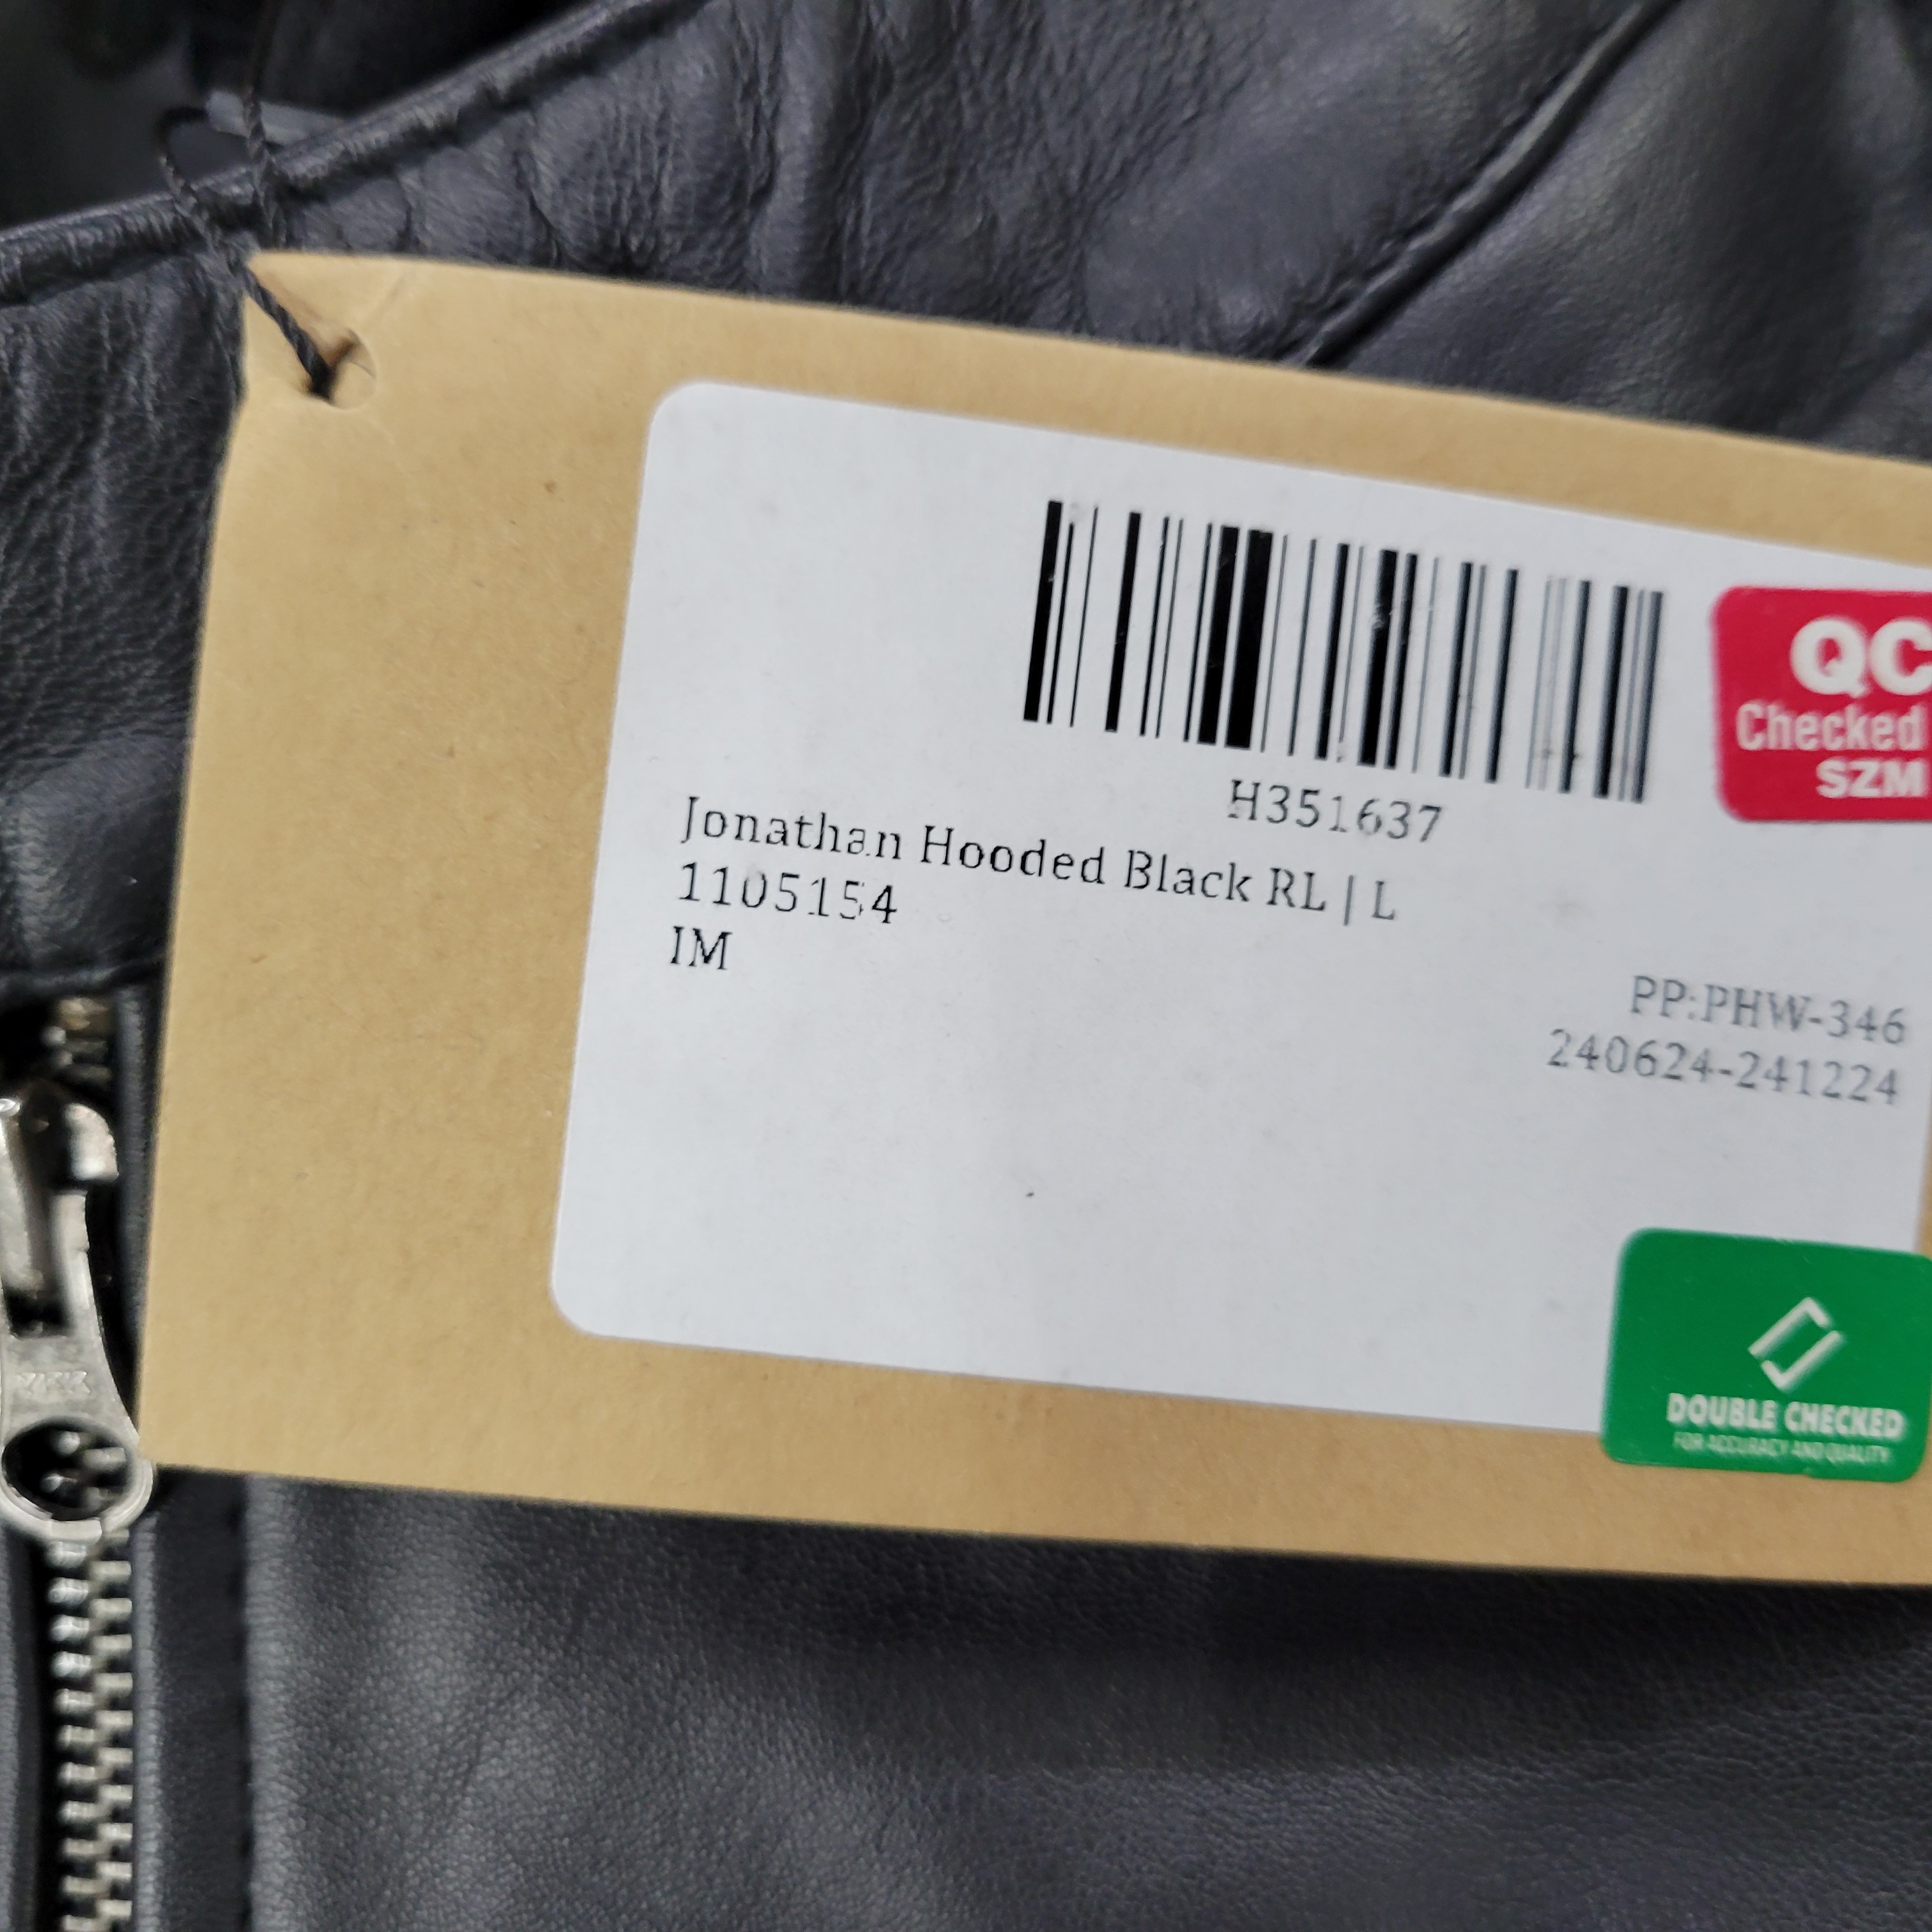 H351637
Jonathan Hooded Black RL | L
1105154
IM
PP:PHW-346
240624-241224
QC
Checked
SZM
DOUBLE CHECKED
FOR ACCURACY AND QUALITY